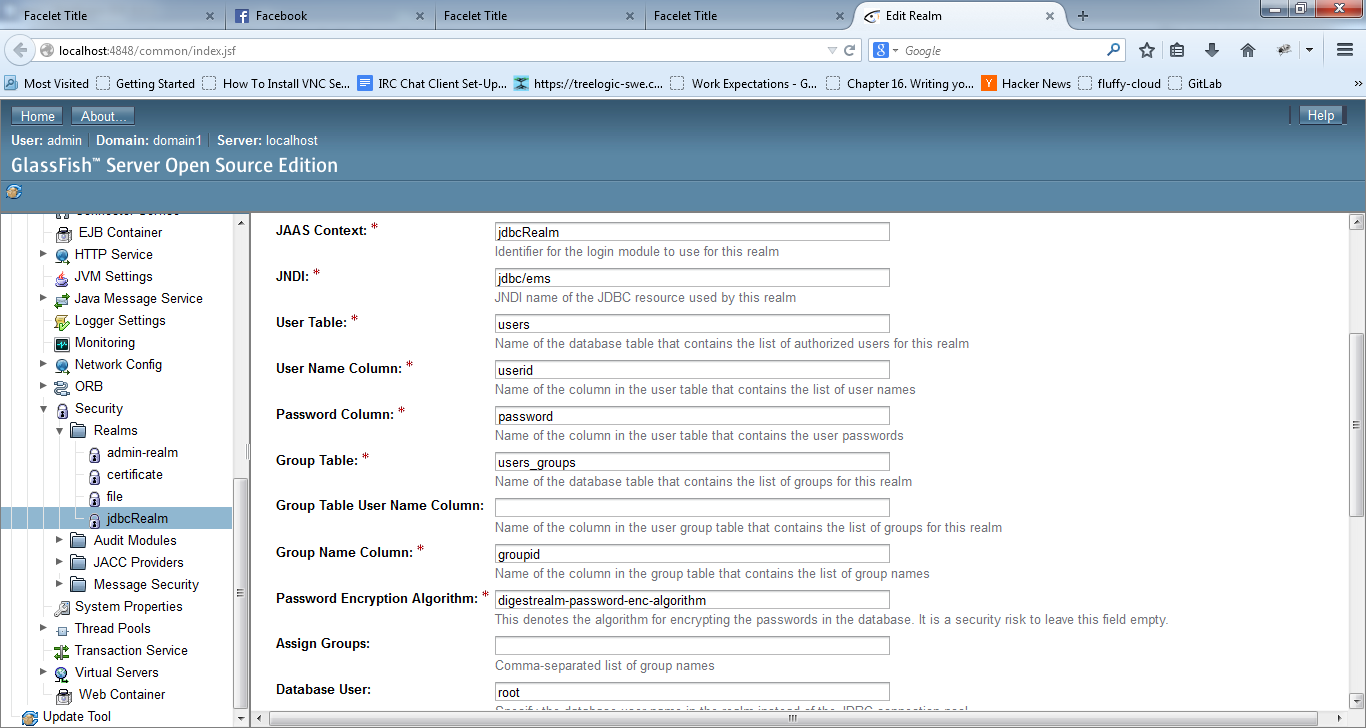 Facelet Title
Facebook
Facelet Title
Facelet Title
Edit Realm
localhost:4848/common/index.jsf
Google
Most Visited
Getting Started
How To Install VNC Se...
IRC Chat Client Set-Up...
https://treelogic-swe.c...
Work Expectations - G...
Chapter 16. Writing yo...
Hacker News
fluffy-cloud
GitLab
Home
About...
Help
User: admin
Domain: domain1
Server: localhost
GlassFish™ Server Open Source Edition
EJB Container
HTTP Service
JVM Settings
Java Message Service
Logger Settings
Monitoring
Network Config
ORB
Security
Realms
admin-realm
certificate
file
jdbcRealm
Audit Modules
JACC Providers
Message Security
System Properties
Thread Pools
Transaction Service
Virtual Servers
Web Container
Update Tool
JAAS Context: * jdbcRealm
Identifier for the login module to use for this realm
JNDI: * jdbc/ems
JNDI name of the JDBC resource used by this realm
User Table: * users
Name of the database table that contains the list of authorized users for this realm
User Name Column: * userid
Name of the column in the user table that contains the list of user names
Password Column: * password
Name of the column in the user table that contains the user passwords
Group Table: * users_groups
Name of the database table that contains the list of groups for this realm
Group Table User Name Column:
Name of the column in the user group table that contains the list of groups for this realm
Group Name Column: * groupid
Name of the column in the group table that contains the list of group names
Password Encryption Algorithm: * digestrealm-password-enc-algorithm
This denotes the algorithm for encrypting the passwords in the database. It is a security risk to leave this field empty.
Assign Groups:
Comma-separated list of group names
Database User: root